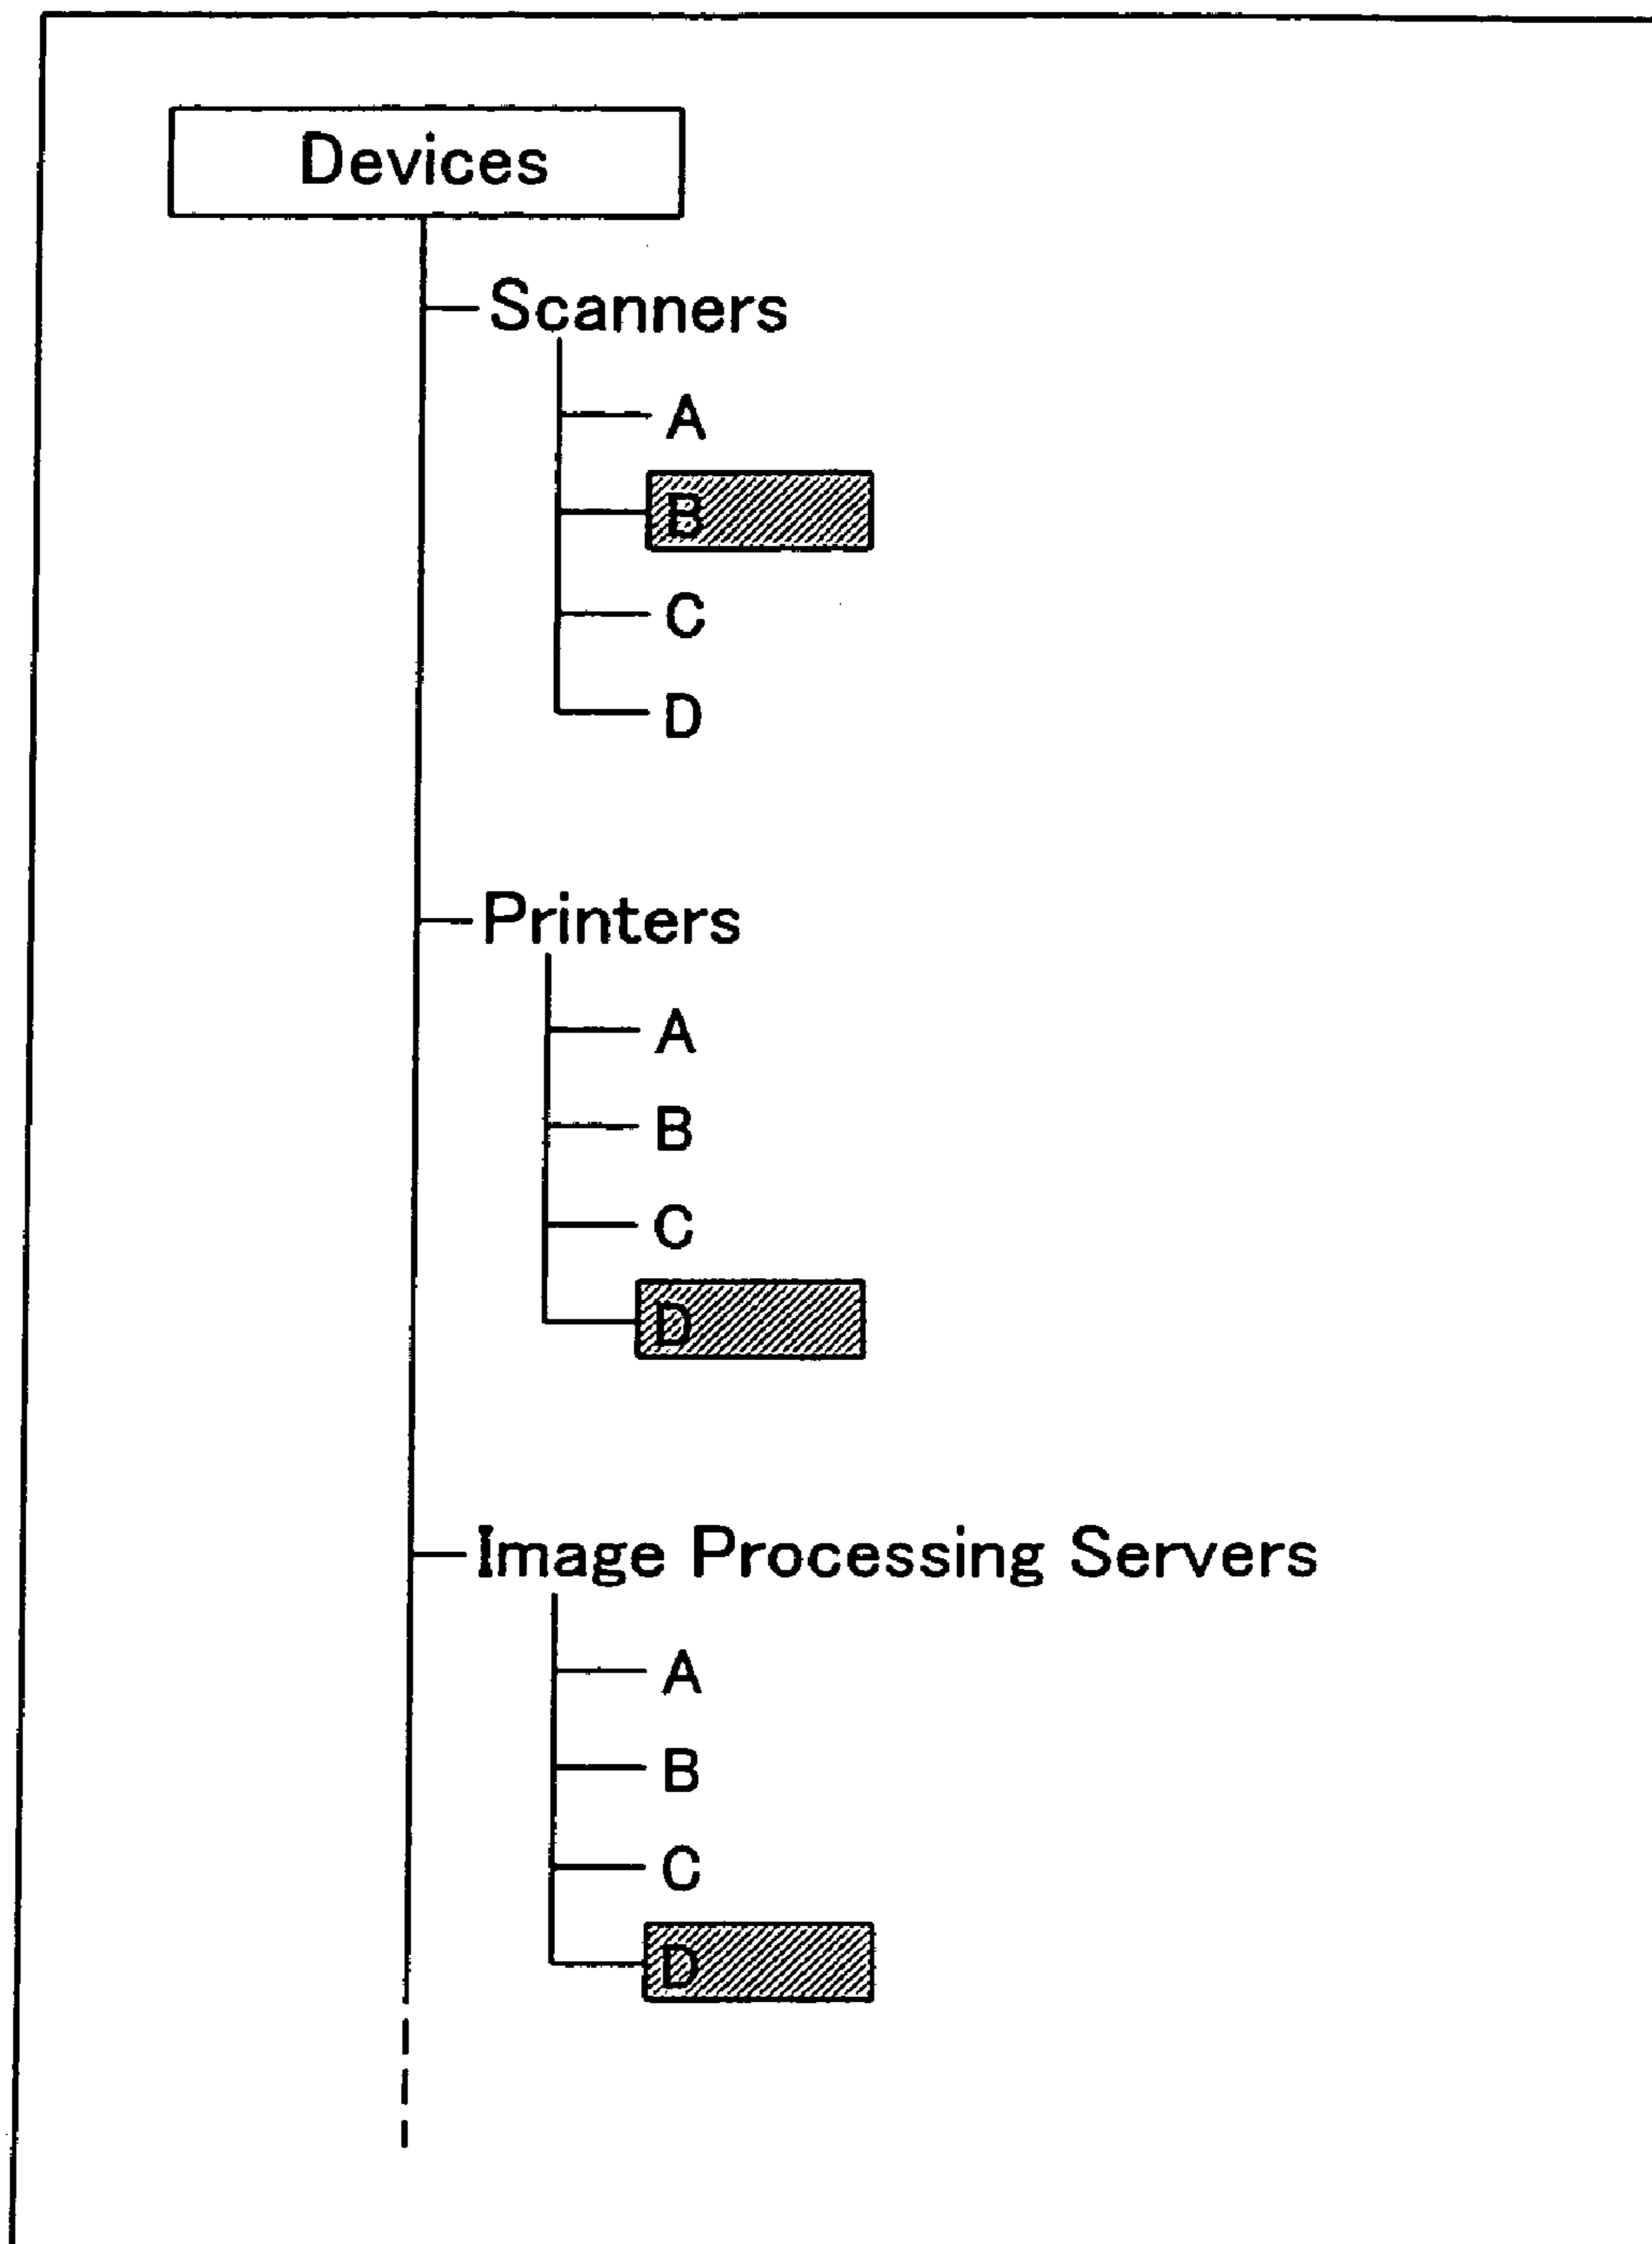 Devices
Scanners
A
B
C
D
Printers
A
B
C
D
Image Processing Servers
A
B
C
D